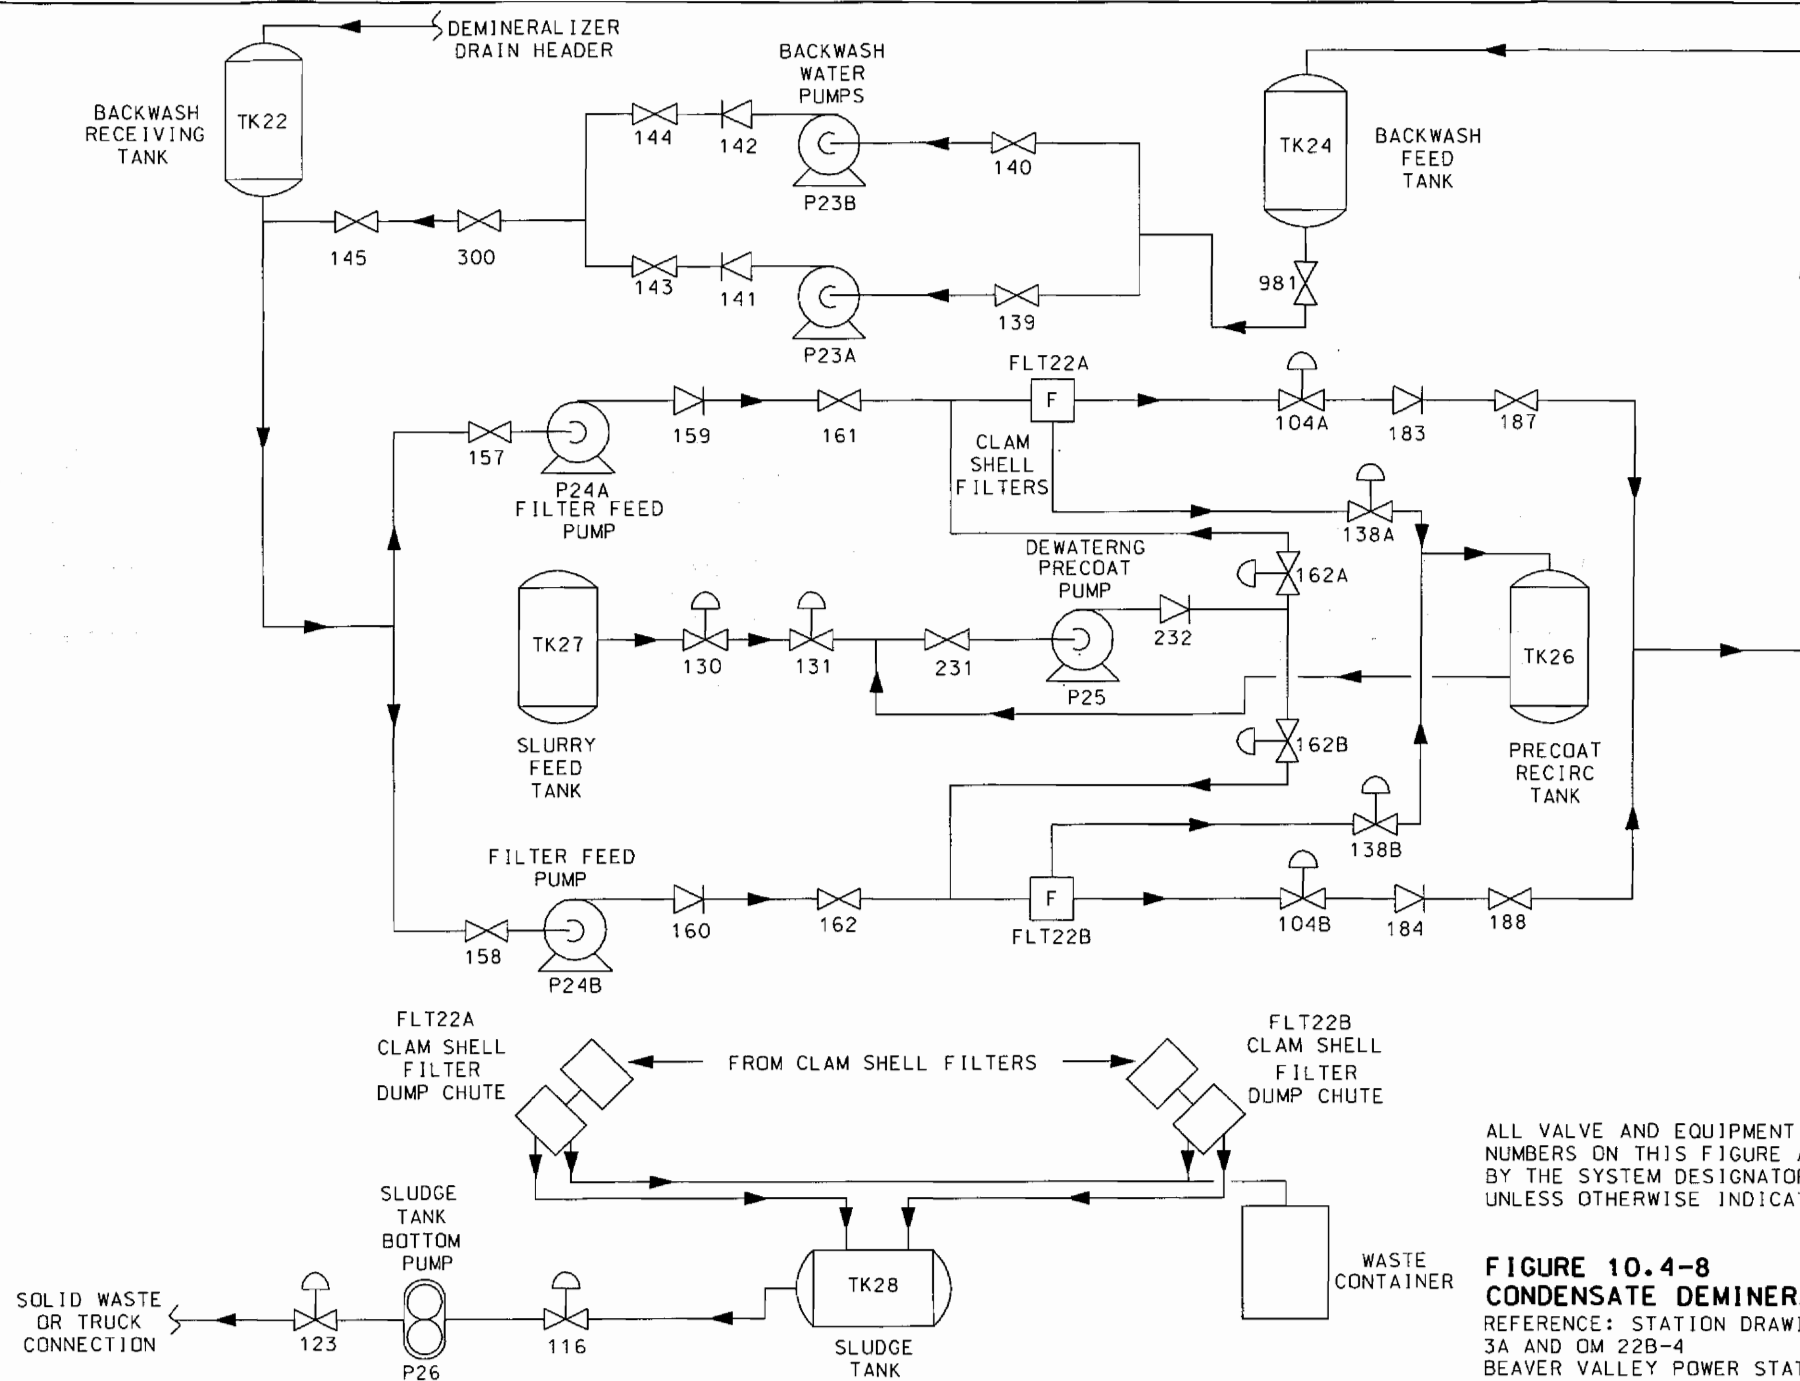 DEMINERALIZER
DRAIN HEADER
BACKWASH
RECEIVING
TANK
TK22
BACKWASH
WATER
PUMPS
144
142
P23B
140
TK24
BACKWASH
FEED
TANK
145
300
143
141
P23A
139
981
FLT22A
F
157
P24A
FILTER FEED
PUMP
159
161
CLAM
SHELL
FILTERS
104A
183
187
138A
DEWATERNG
PRECOAT
PUMP
162A
TK27
130
131
231
P25
232
TK26
SLURRY
FEED
TANK
162B
PRECOAT
RECIRC
TANK
138B
FILTER FEED
PUMP
158
P24B
160
162
F
FLT22B
104B
184
188
FLT22A
CLAM SHELL
FILTER
DUMP CHUTE
FROM CLAM SHELL FILTERS
FLT22B
CLAM SHELL
FILTER
DUMP CHUTE
SLUDGE
TANK
BOTTOM
PUMP
SOLID WASTE
OR TRUCK
CONNECTION
123
P26
116
TK28
SLUDGE
TANK
WASTE
CONTAINER
ALL VALVE AND EQUIPMENT
NUMBERS ON THIS FIGURE
BY THE SYSTEM DESIGNATOR
UNLESS OTHERWISE INDICAT
FIGURE 10.4-8
CONDENSATE DEMINER
REFERENCE: STATION DRAWI
3A AND OM 22B-4
BEAVER VALLEY POWER STAT